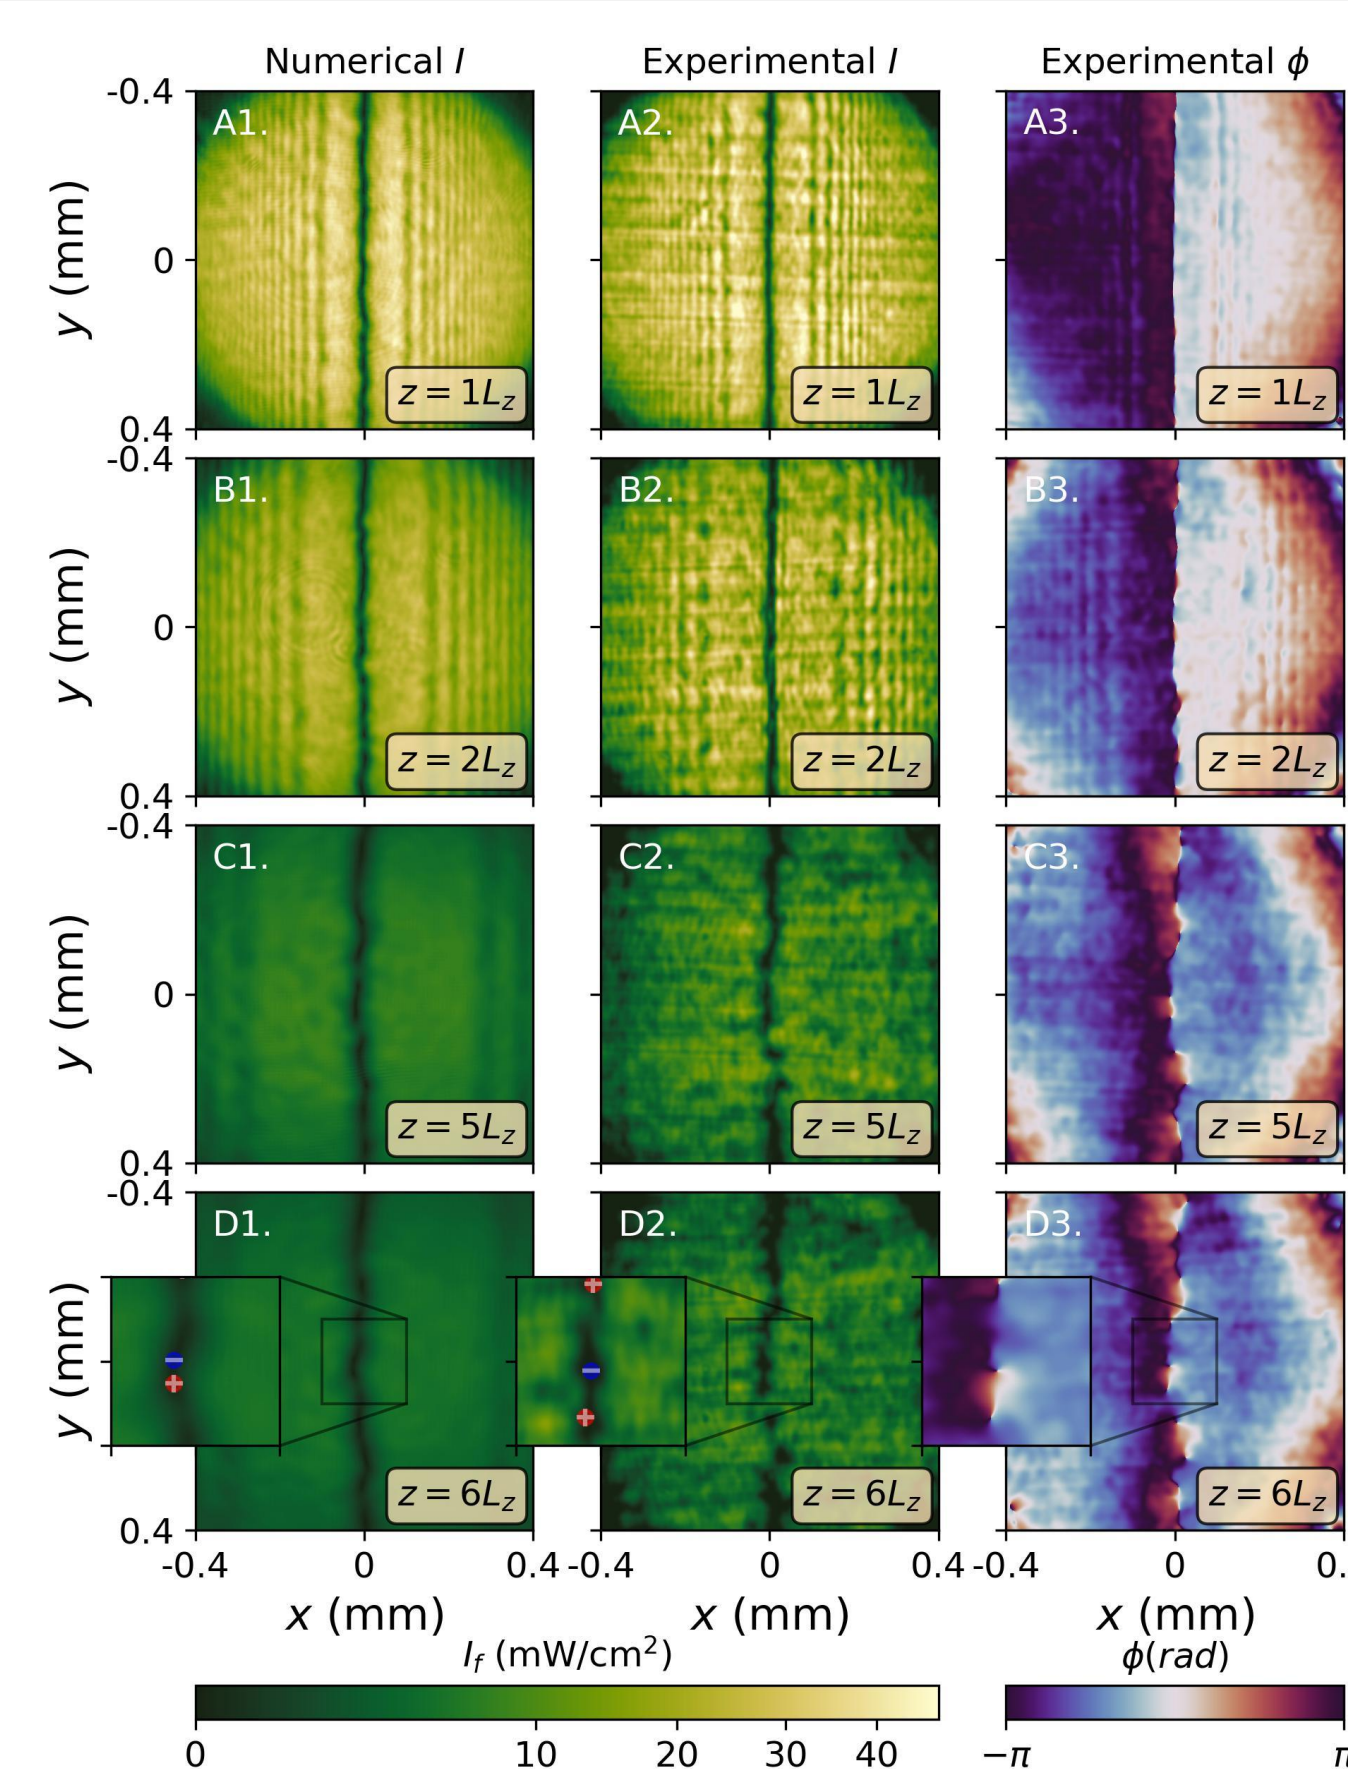 Numerical I Experimental I Experimental ϕ
-0.4 A1. A2. A3.
y (mm) 0
0.4 z = 1L_z z = 1L_z z = 1L_z
-0.4 B1. B2. B3.
y (mm) 0
0.4 z = 2L_z z = 2L_z z = 2L_z
-0.4 C1. C2. C3.
y (mm) 0
0.4 z = 5L_z z = 5L_z z = 5L_z
-0.4 D1. D2. D3.
+
− −
+ +
y (mm)
0.4 z = 6L_z z = 6L_z z = 6L_z
-0.4 0 0.4 -0.4 0 0.4 -0.4 0 0.
x (mm) x (mm) x (mm)
I_f (mW/cm²) ϕ(rad)
0 10 20 30 40 −π π